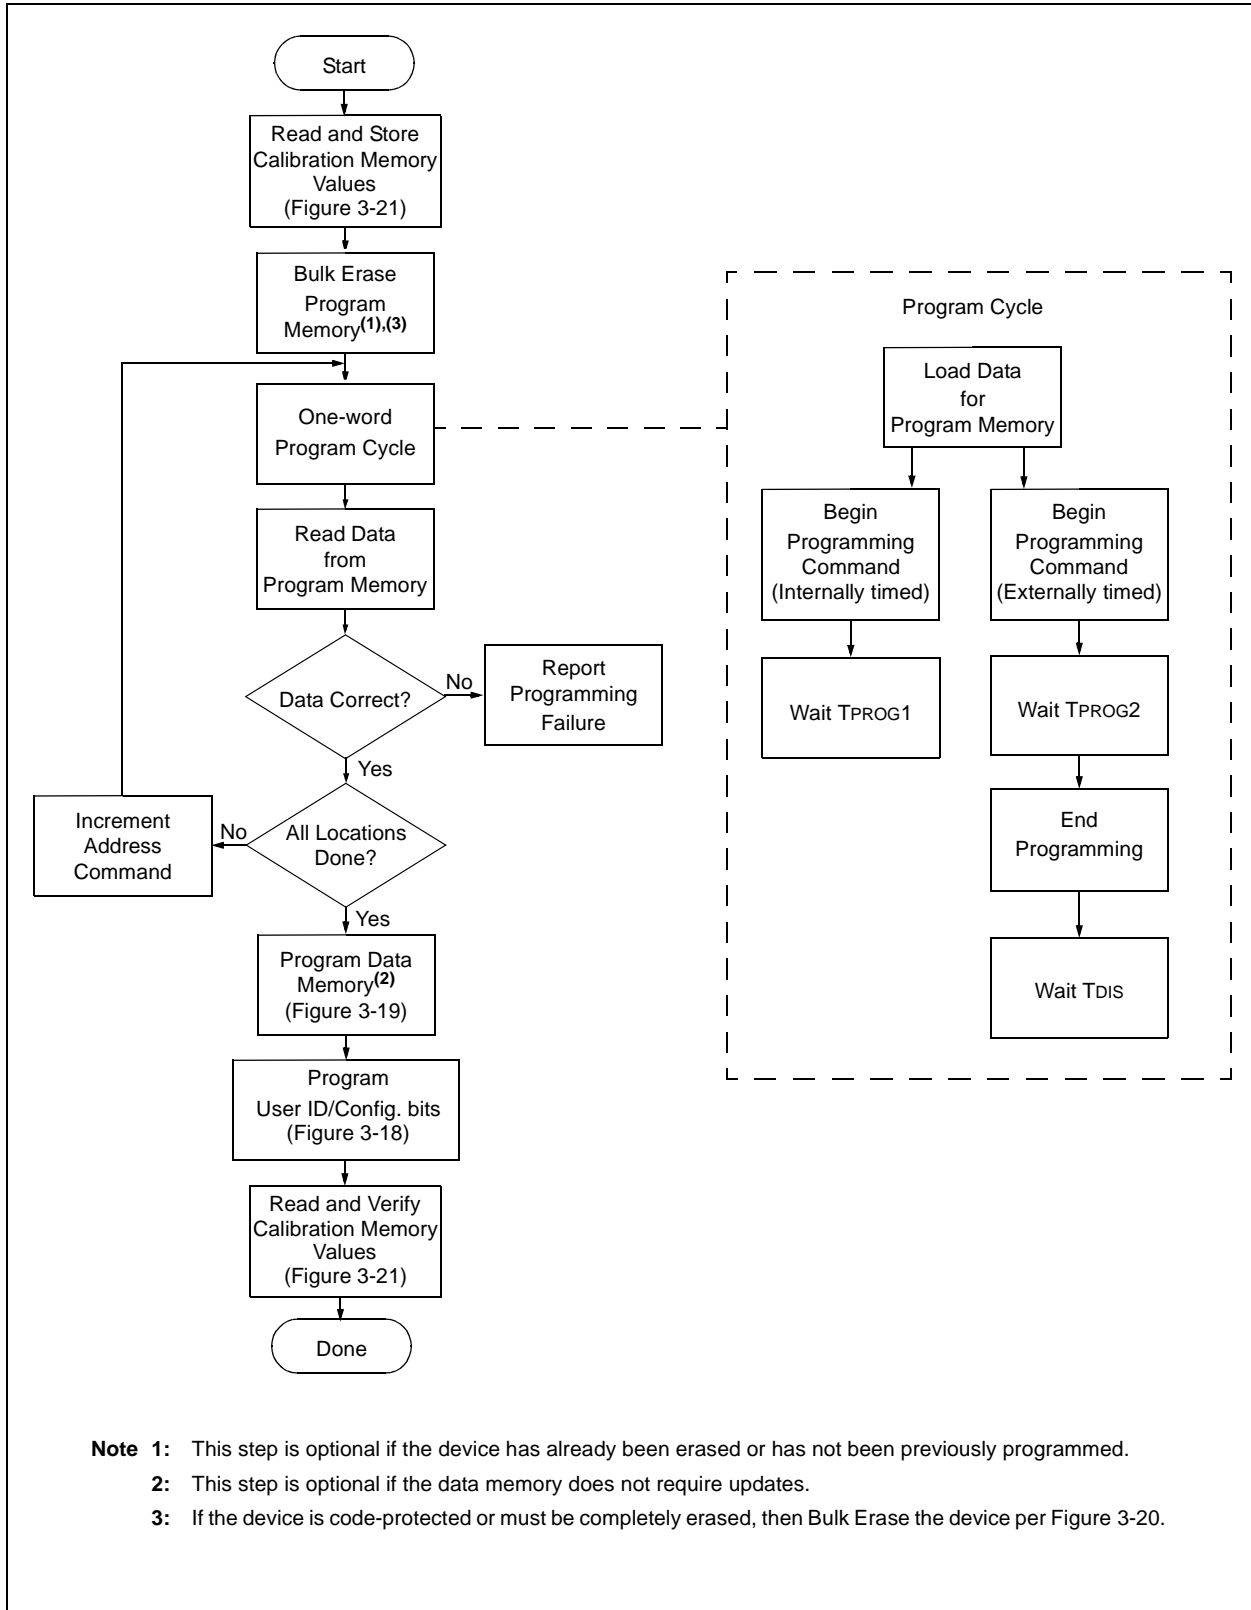 Start
Read and Store
Calibration Memory
Values
(Figure 3-21)
Bulk Erase
Program
Memory(1),(3)
One-word
Program Cycle
Read Data
from
Program Memory
Data Correct?
No
Report
Programming
Failure
Yes
All Locations
Done?
No
Increment
Address
Command
Yes
Program Data
Memory(2)
(Figure 3-19)
Program
User ID/Config. bits
(Figure 3-18)
Read and Verify
Calibration Memory
Values
(Figure 3-21)
Done
Program Cycle
Load Data
for
Program Memory
Begin
Programming
Command
(Internally timed)
Wait TPROG1
Begin
Programming
Command
(Externally timed)
Wait TPROG2
End
Programming
Wait TDIS
Note 1: This step is optional if the device has already been erased or has not been previously programmed.
2: This step is optional if the data memory does not require updates.
3: If the device is code-protected or must be completely erased, then Bulk Erase the device per Figure 3-20.